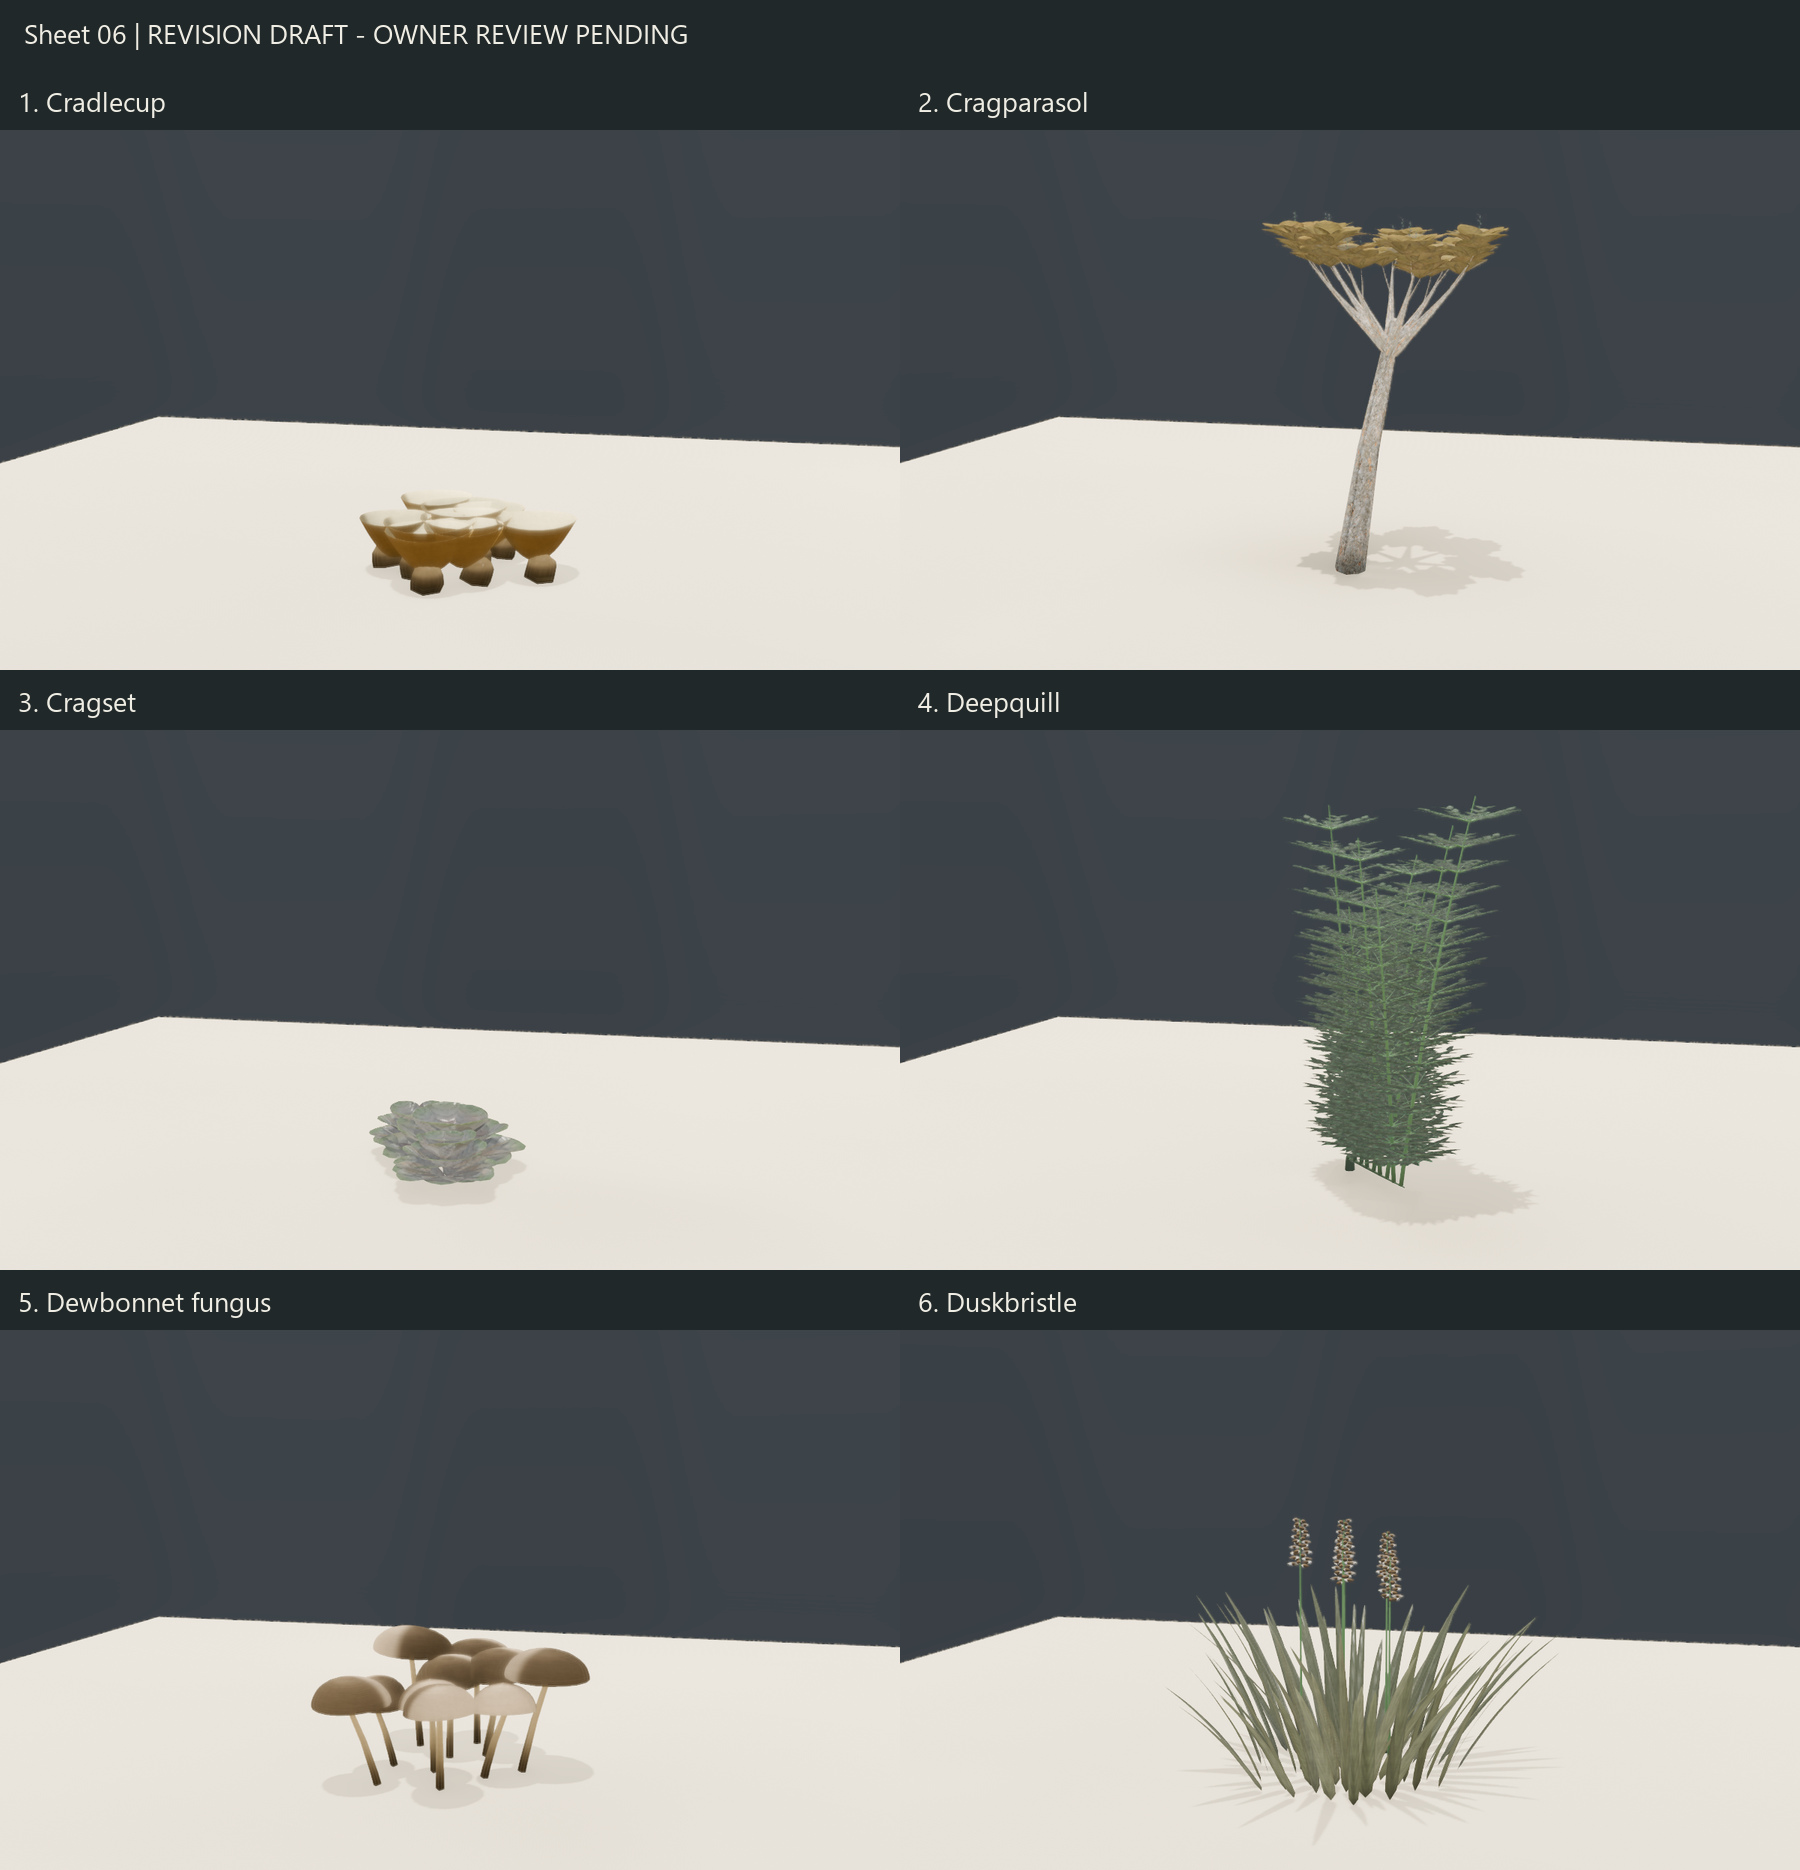 Sheet 06 | REVISION DRAFT - OWNER REVIEW PENDING
1. Cradlecup
2. Cragparasol
3. Cragset
4. Deepquill
5. Dewbonnet fungus
6. Duskbristle